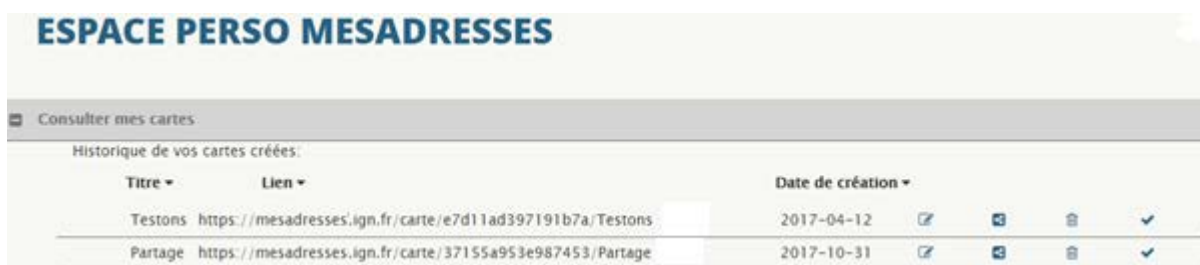 ESPACE PERSO MESADRESSES
Consulter mes cartes
Historique de vos cartes créées:
Titre Lien Date de création
Testons https://mesadresses.ign.fr/carte/e7d11ad397191b7a/Testons 2017-04-12
Partage https://mesadresses.ign.fr/carte/37155a953e987453/Partage 2017-10-31